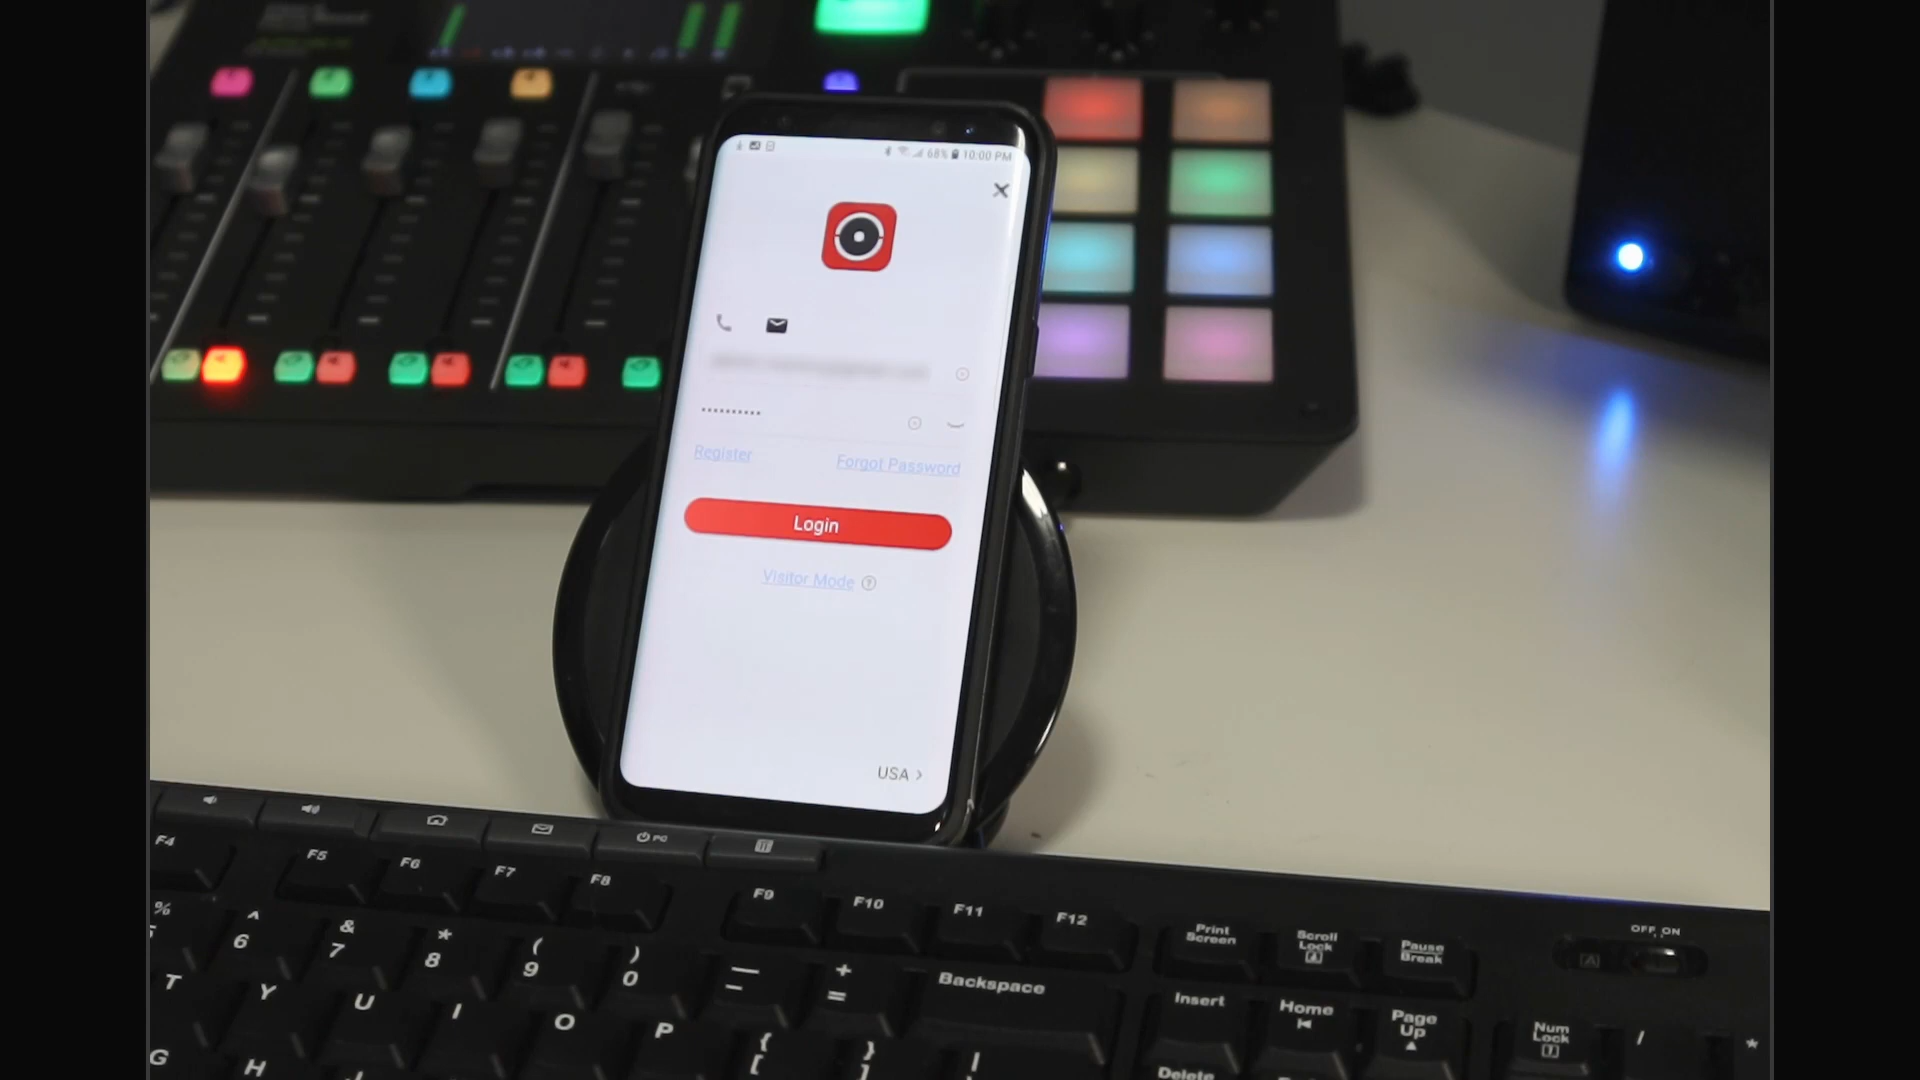 68% 10:00 PM
Register
Forgot Password
Login
Visitor Mode ?
USA >
PC
F4
F5
F6
F7
F8
F9
F10
F11
F12
Print
Screen
Scroll
Lock
Pause
Break
OFF ON
A
%
^
6
&
7
*
8
(
9
)
0
—
-
+
=
Backspace
Insert
Home
Page
Up
Num
Lock
/
*
T
Y
U
I
O
P
{
[
}
]
|
Delete
G
H